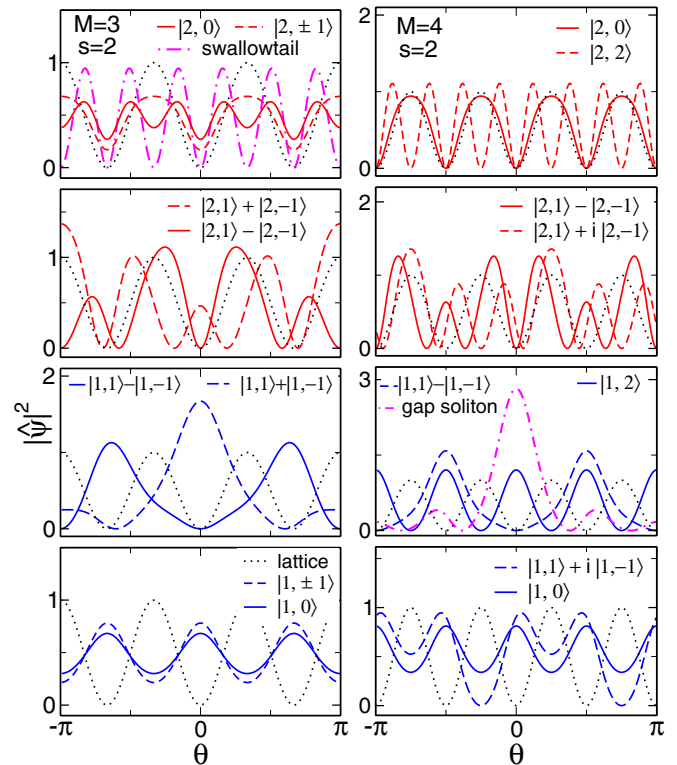 M=3
s=2
|2, 0⟩
|2, ± 1⟩
swallowtail
1
0
M=4
s=2
|2, 0⟩
|2, 2⟩
2
1
0
|2,1⟩ + |2,-1⟩
|2,1⟩ − |2,-1⟩
1
0
|2,1⟩ − |2,-1⟩
|2,1⟩ + i |2,-1⟩
2
1
0
|1,1⟩−|1,-1⟩
|1,1⟩+|1,-1⟩
2
0
|1,1⟩−|1,-1⟩
|1, 2⟩
gap soliton
3
0
|ψ̂|²
lattice
|1, ± 1⟩
|1, 0⟩
1
0
|1,1⟩ + i |1,-1⟩
|1, 0⟩
1
0
-π
0
π
-π
0
π
θ
θ